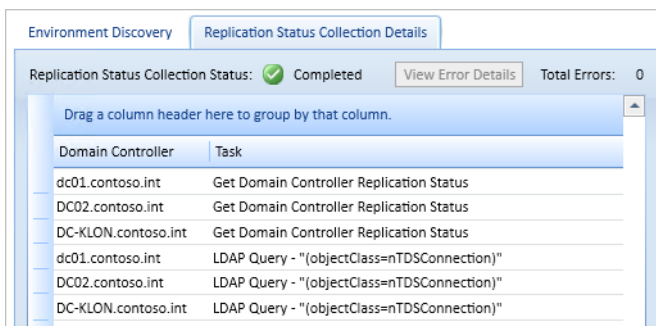 Environment Discovery Replication Status Collection Details
Replication Status Collection Status: Completed View Error Details Total Errors: 0
Drag a column header here to group by that column.
Domain Controller Task
dc01.contoso.int Get Domain Controller Replication Status
DC02.contoso.int Get Domain Controller Replication Status
DC-KLON.contoso.int Get Domain Controller Replication Status
dc01.contoso.int LDAP Query - "(objectClass=nTDSConnection)"
DC02.contoso.int LDAP Query - "(objectClass=nTDSConnection)"
DC-KLON.contoso.int LDAP Query - "(objectClass=nTDSConnection)"